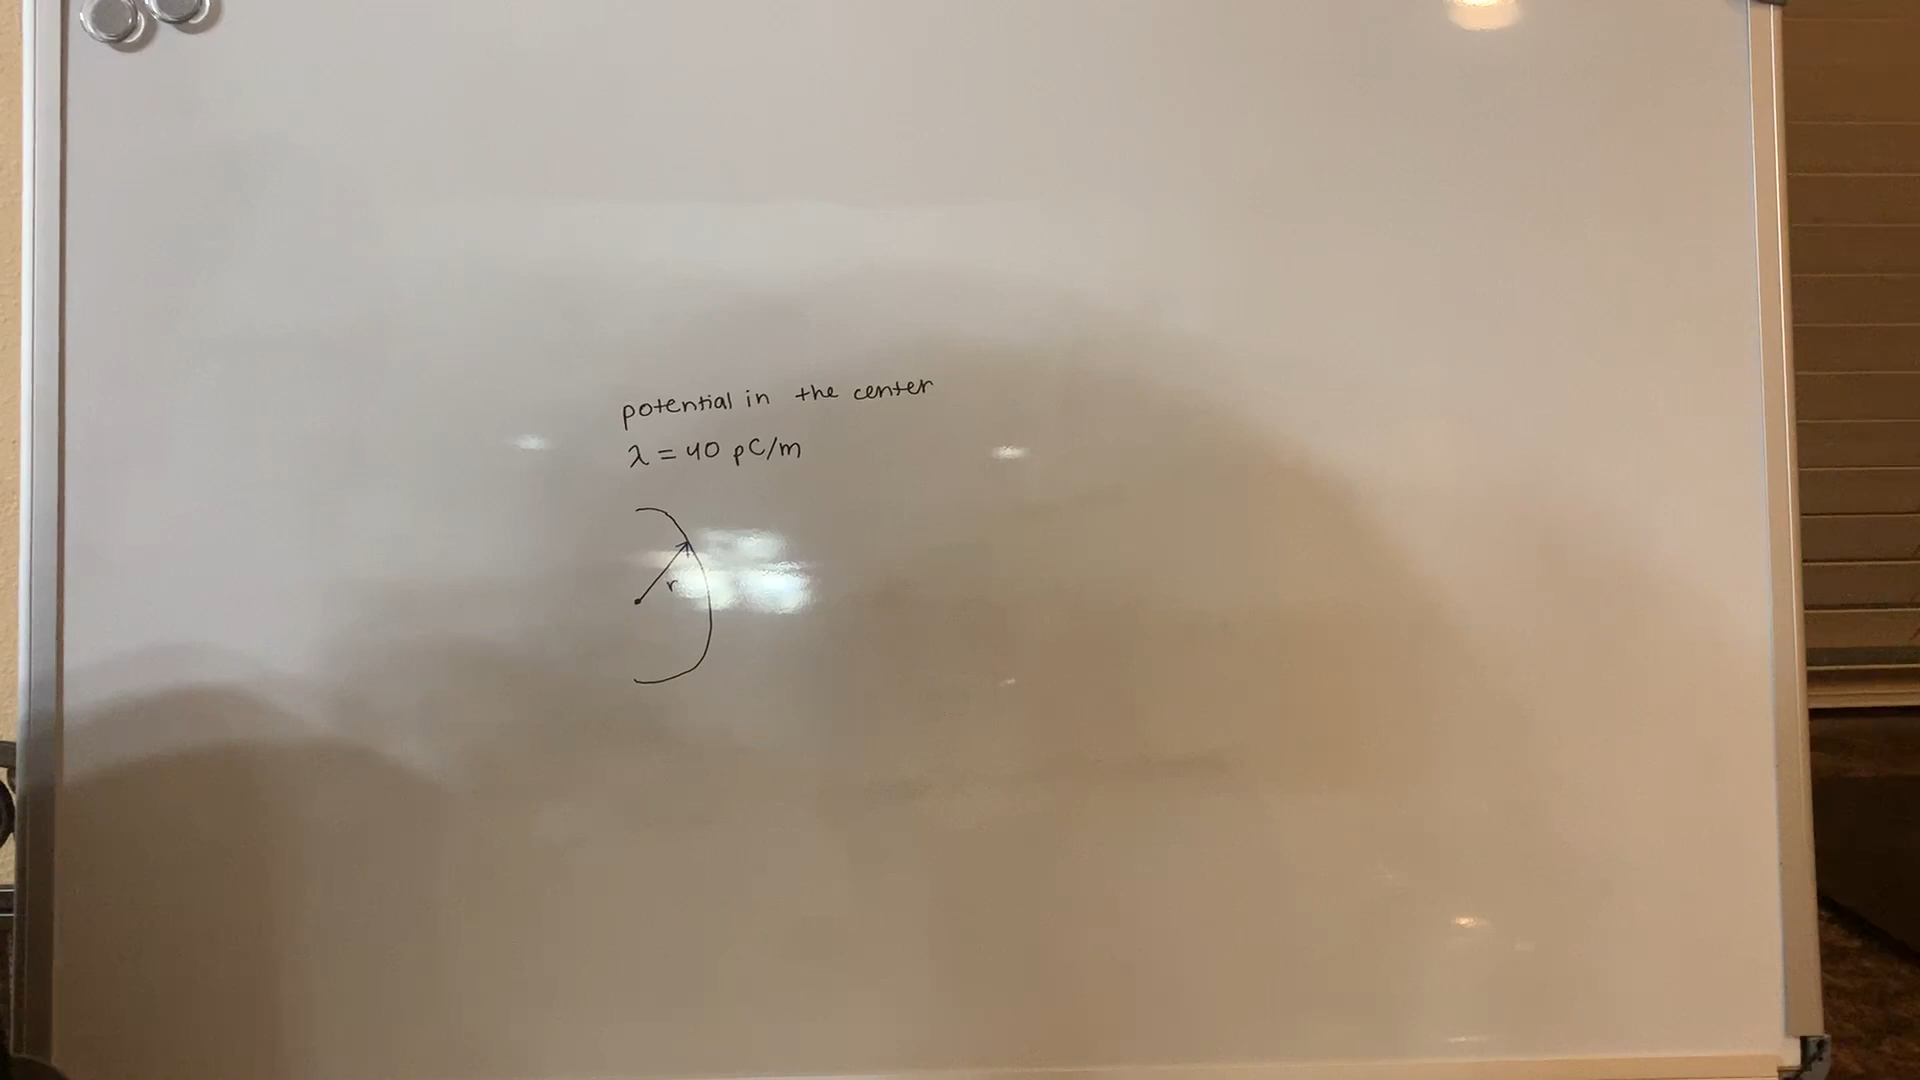 potential in the center
λ = 40 pC/m
r